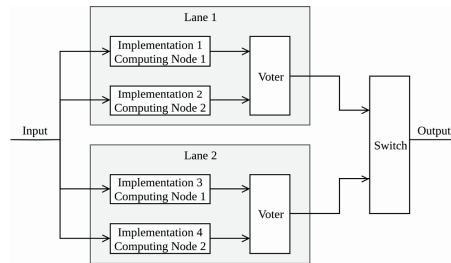 Lane 1
Implementation 1
Computing Node 1
Implementation 2
Computing Node 2
Voter
Input
Switch
Output
Lane 2
Implementation 3
Computing Node 1
Implementation 4
Computing Node 2
Voter